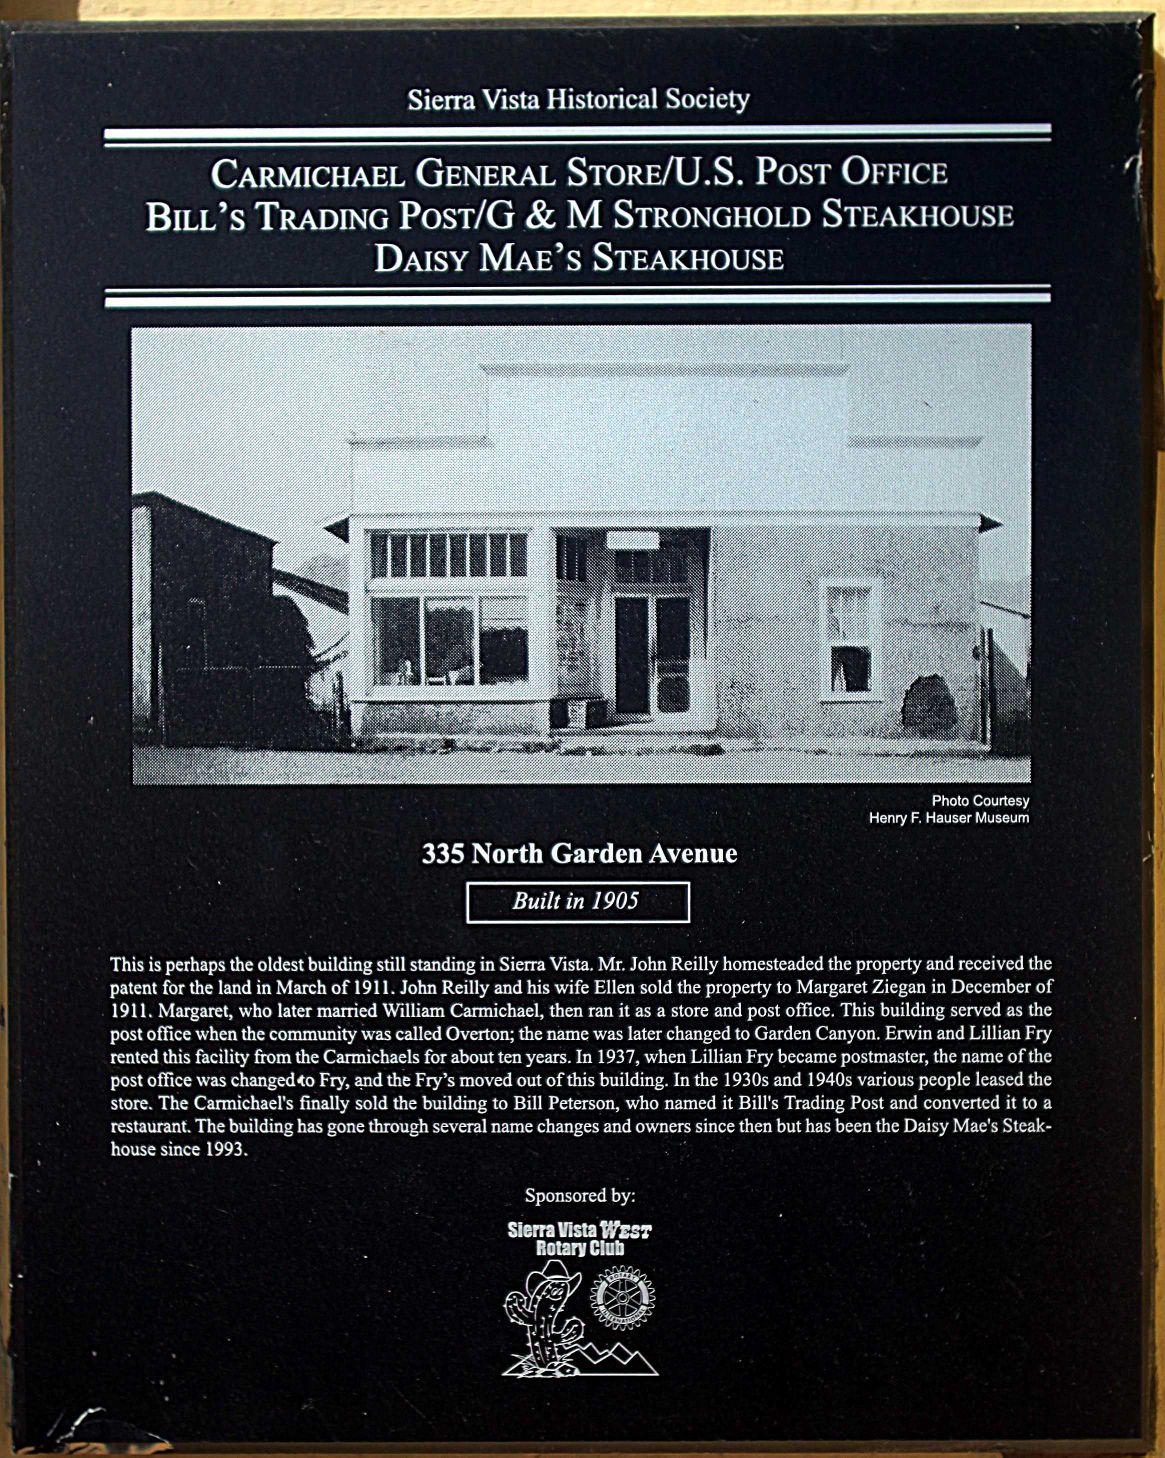 Sierra Vista Historical Society
CARMICHAEL GENERAL STORE/U.S. POST OFFICE
BILL'S TRADING POST/G & M STRONGHOLD STEAKHOUSE
DAISY MAE'S STEAKHOUSE
Photo Courtesy
Henry F. Hauser Museum
335 North Garden Avenue
Built in 1905
This is perhaps the oldest building still standing in Sierra Vista. Mr. John Reilly homesteaded the property and received the
patent for the land in March of 1911. John Reilly and his wife Ellen sold the property to Margaret Ziegan in December of
1911. Margaret, who later married William Carmichael, then ran it as a store and post office. This building served as the
post office when the community was called Overton; the name was later changed to Garden Canyon. Erwin and Lillian Fry
rented this facility from the Carmichaels for about ten years. In 1937, when Lillian Fry became postmaster, the name of the
post office was changed to Fry, and the Fry's moved out of this building. In the 1930s and 1940s various people leased the
store. The Carmichael's finally sold the building to Bill Peterson, who named it Bill's Trading Post and converted it to a
restaurant. The building has gone through several name changes and owners since then but has been the Daisy Mae's Steak-
house since 1993.
Sponsored by:
Sierra Vista WEST
Rotary Club
ROTARY
INTERNATIONAL